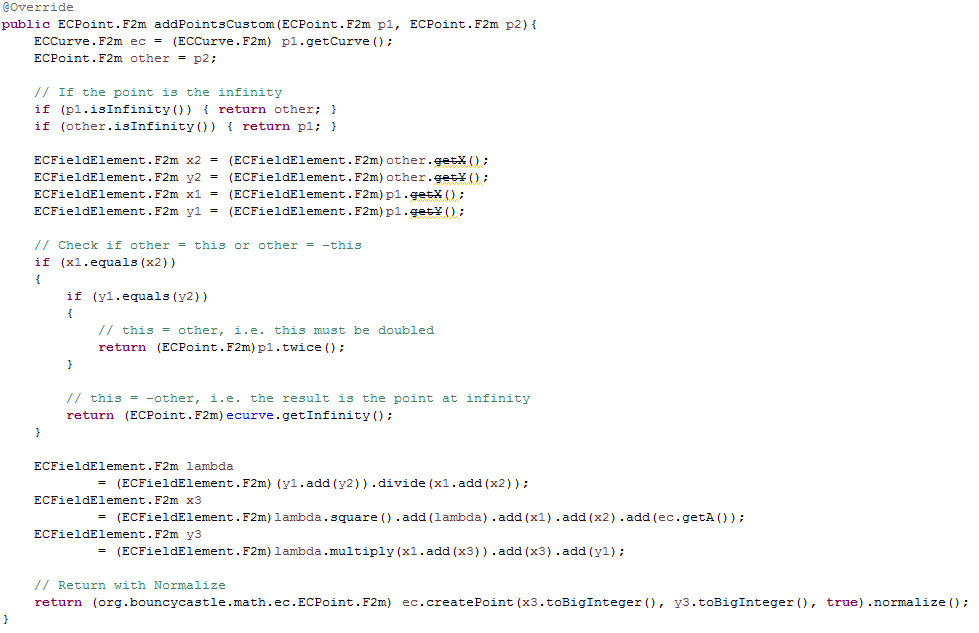 @Override
public ECPoint.F2m addPointsCustom(ECPoint.F2m p1, ECPoint.F2m p2){
    ECCurve.F2m ec = (ECCurve.F2m) p1.getCurve();
    ECPoint.F2m other = p2;

    // If the point is the infinity
    if (p1.isInfinity()) { return other; }
    if (other.isInfinity()) { return p1; }

    ECFieldElement.F2m x2 = (ECFieldElement.F2m)other.getX();
    ECFieldElement.F2m y2 = (ECFieldElement.F2m)other.getY();
    ECFieldElement.F2m x1 = (ECFieldElement.F2m)p1.getX();
    ECFieldElement.F2m y1 = (ECFieldElement.F2m)p1.getY();

    // Check if other = this or other = -this
    if (x1.equals(x2))
    {
        if (y1.equals(y2))
        {
            // this = other, i.e. this must be doubled
            return (ECPoint.F2m)p1.twice();
        }

        // this = -other, i.e. the result is the point at infinity
        return (ECPoint.F2m)ecurve.getInfinity();
    }

    ECFieldElement.F2m lambda
            = (ECFieldElement.F2m)(y1.add(y2)).divide(x1.add(x2));
    ECFieldElement.F2m x3
            = (ECFieldElement.F2m)lambda.square().add(lambda).add(x1).add(x2).add(ec.getA());
    ECFieldElement.F2m y3
            = (ECFieldElement.F2m)lambda.multiply(x1.add(x3)).add(x3).add(y1);

    // Return with Normalize
    return (org.bouncycastle.math.ec.ECPoint.F2m) ec.createPoint(x3.toBigInteger(), y3.toBigInteger(), true).normalize();
}